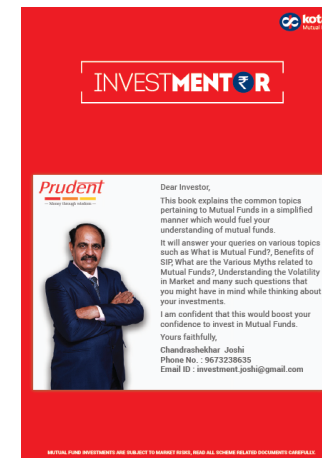 kot
Mutual
INVESTMENT₹R
Prudent
— Money through wisdom —
Dear Investor,
This book explains the common topics
pertaining to Mutual Funds in a simplified
manner which would fuel your
understanding of mutual funds.
It will answer your queries on various topics
such as What is Mutual Fund?, Benefits of
SIP, What are the Various Myths related to
Mutual Funds?, Understanding the Volatility
in Market and many such questions that
you might have in mind while thinking about
your investments.
I am confident that this would boost your
confidence to invest in Mutual Funds.
Yours faithfully,
Chandrashekhar Joshi
Phone No. : 9673238635
Email ID : investment.joshi@gmail.com
MUTUAL FUND INVESTMENTS ARE SUBJECT TO MARKET RISKS, READ ALL SCHEME RELATED DOCUMENTS CAREFULLY.